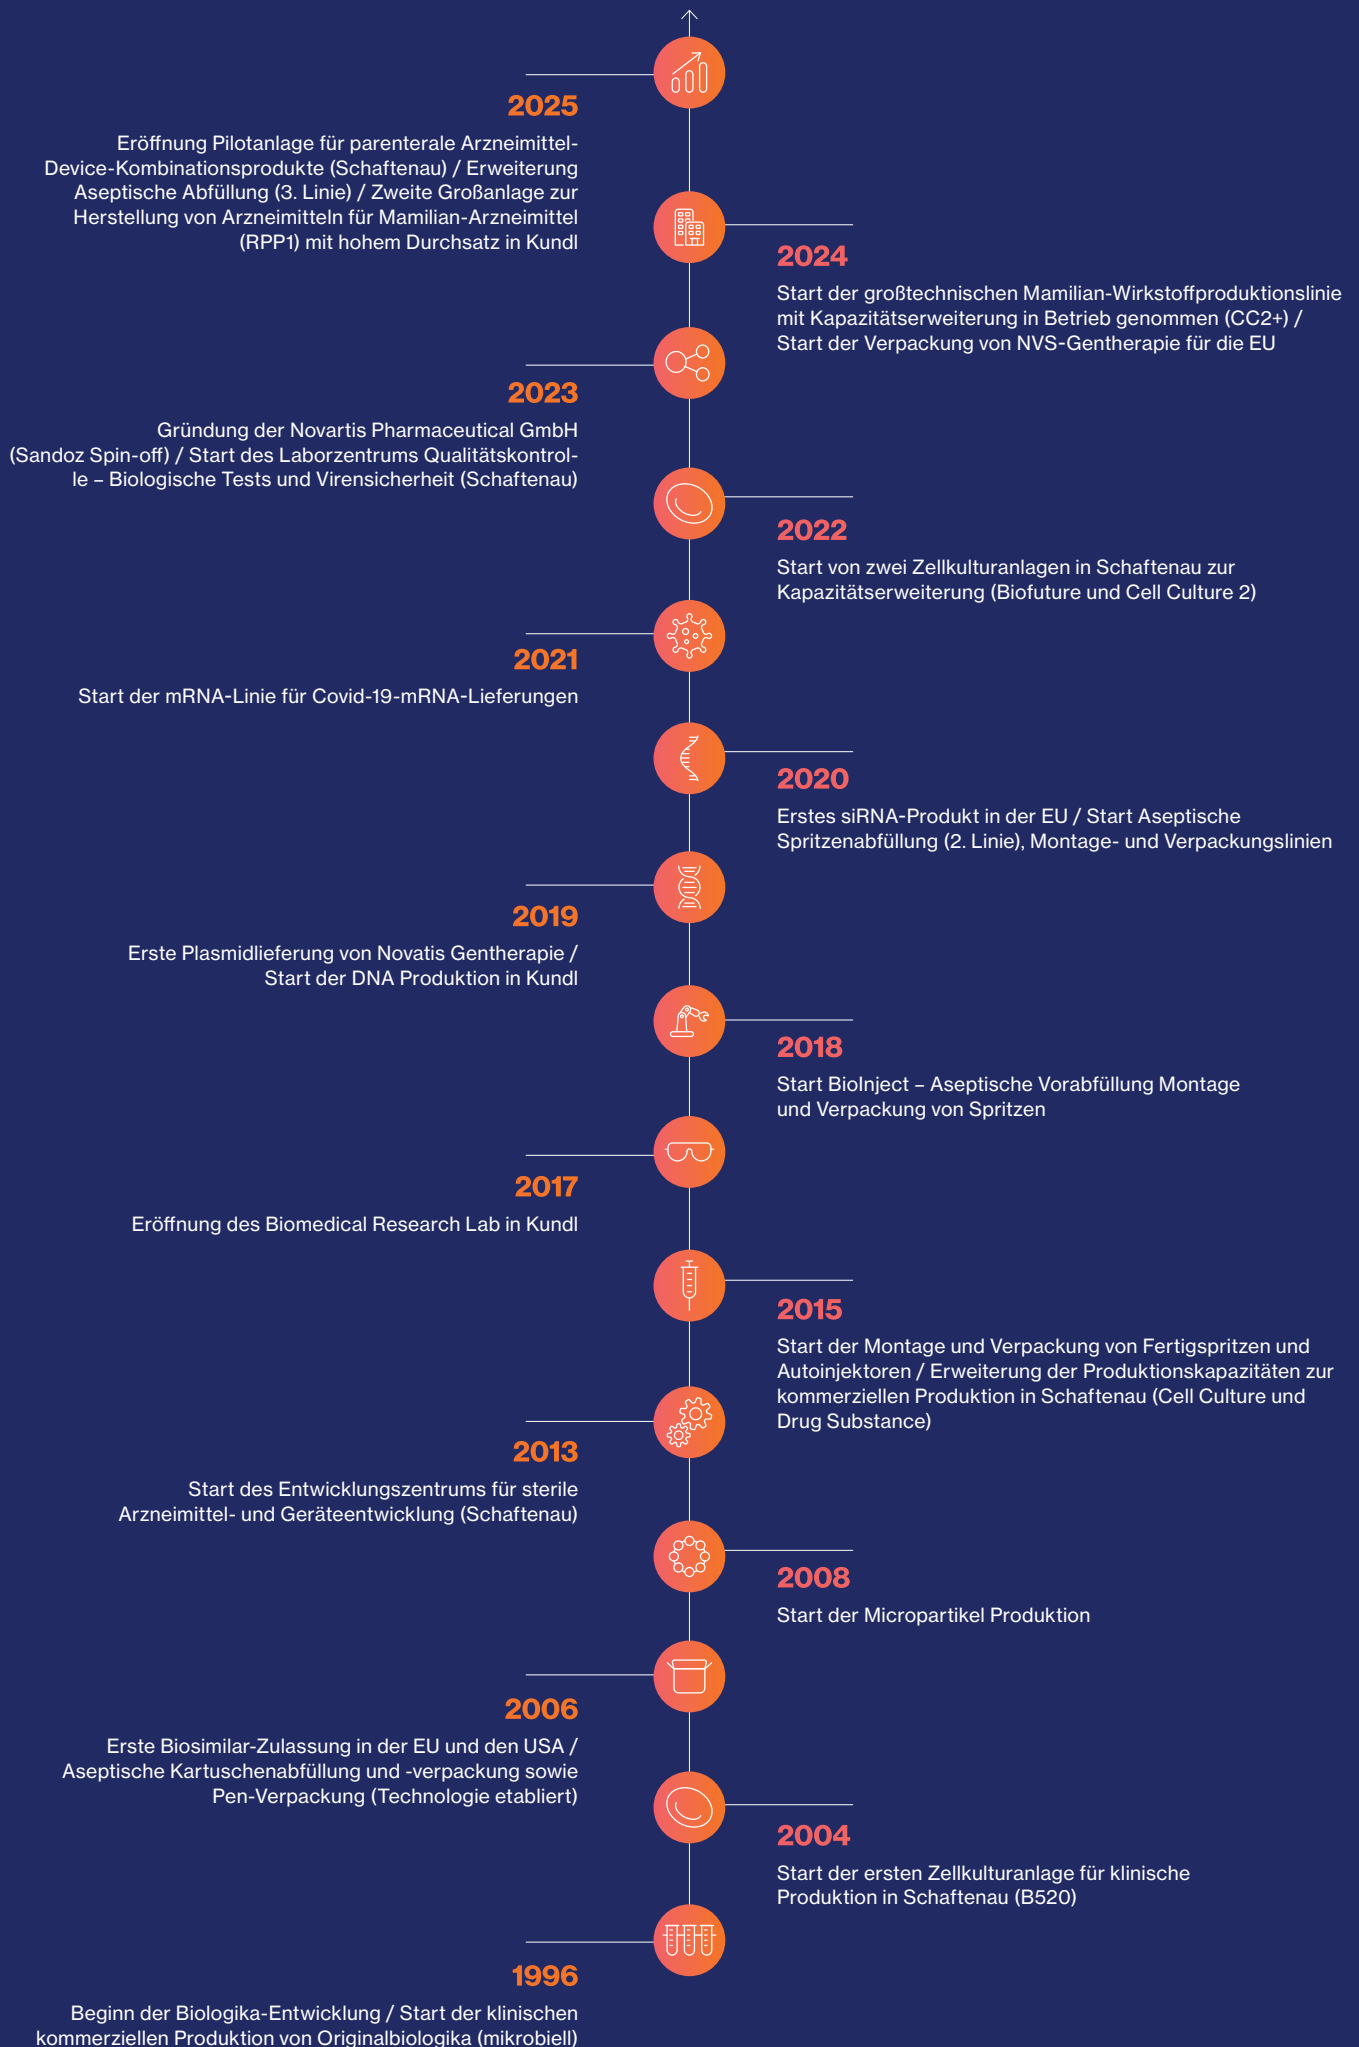 2025
Eröffnung Pilotanlage für parenterale Arzneimittel-
Device-Kombinationsprodukte (Schaftenau) / Erweiterung
Aseptische Abfüllung (3. Linie) / Zweite Großanlage zur
Herstellung von Arzneimitteln für Mamilian-Arzneimittel
(RPP1) mit hohem Durchsatz in Kundl
2024
Start der großtechnischen Mamilian-Wirkstoffproduktionslinie
mit Kapazitätserweiterung in Betrieb genommen (CC2+) /
Start der Verpackung von NVS-Gentherapie für die EU
2023
Gründung der Novartis Pharmaceutical GmbH
(Sandoz Spin-off) / Start des Laborzentrums Qualitätskontrol-
le – Biologische Tests und Virensicherheit (Schaftenau)
2022
Start von zwei Zellkulturanlagen in Schaftenau zur
Kapazitätserweiterung (Biofuture und Cell Culture 2)
2021
Start der mRNA-Linie für Covid-19-mRNA-Lieferungen
2020
Erstes siRNA-Produkt in der EU / Start Aseptische
Spritzenabfüllung (2. Linie), Montage- und Verpackungslinien
2019
Erste Plasmidlieferung von Novatis Gentherapie /
Start der DNA Produktion in Kundl
2018
Start BioInject – Aseptische Vorabfüllung Montage
und Verpackung von Spritzen
2017
Eröffnung des Biomedical Research Lab in Kundl
2015
Start der Montage und Verpackung von Fertigspritzen und
Autoinjektoren / Erweiterung der Produktionskapazitäten zur
kommerziellen Produktion in Schaftenau (Cell Culture und
Drug Substance)
2013
Start des Entwicklungszentrums für sterile
Arzneimittel- und Geräteentwicklung (Schaftenau)
2008
Start der Micropartikel Produktion
2006
Erste Biosimilar-Zulassung in der EU und den USA /
Aseptische Kartuschenabfüllung und -verpackung sowie
Pen-Verpackung (Technologie etabliert)
2004
Start der ersten Zellkulturanlage für klinische
Produktion in Schaftenau (B520)
1996
Beginn der Biologika-Entwicklung / Start der klinischen
kommerziellen Produktion von Originalbiologika (mikrobiell)